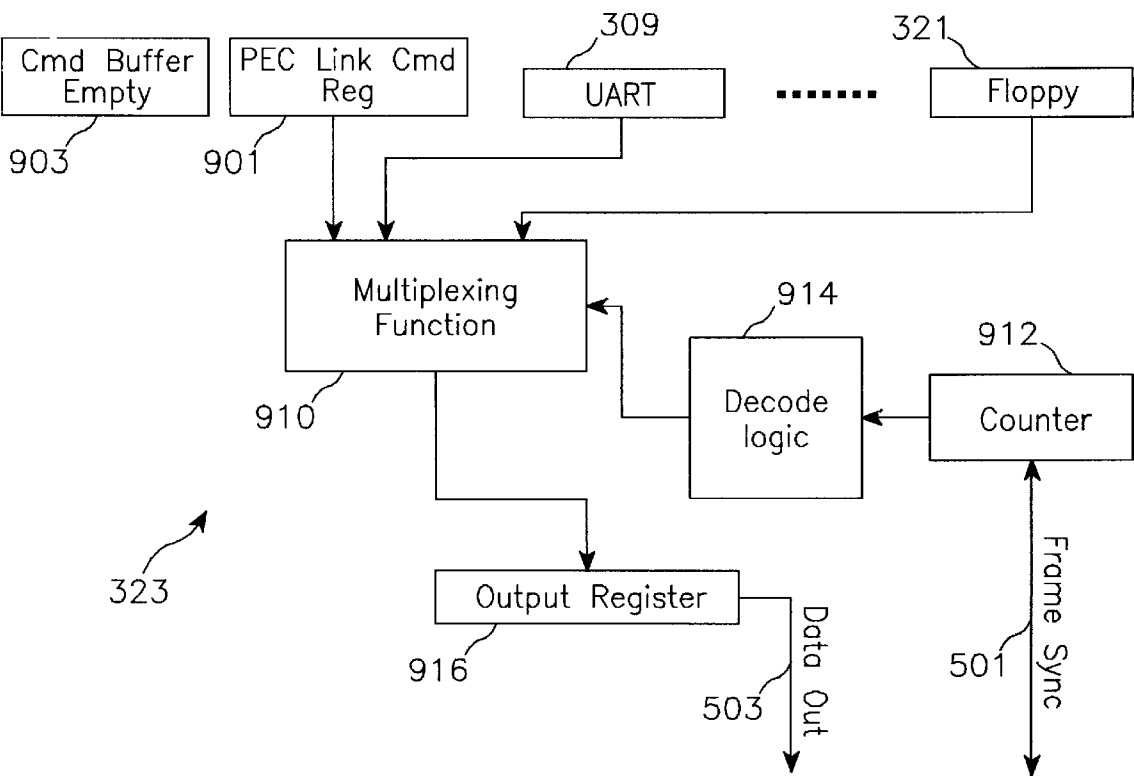 309
321
Cmd Buffer
Empty
PEC Link Cmd
Reg
UART
Floppy
903
901
Multiplexing
Function
914
912
910
Decode
logic
Counter
323
Output Register
916
503
Data Out
501
Frame Sync